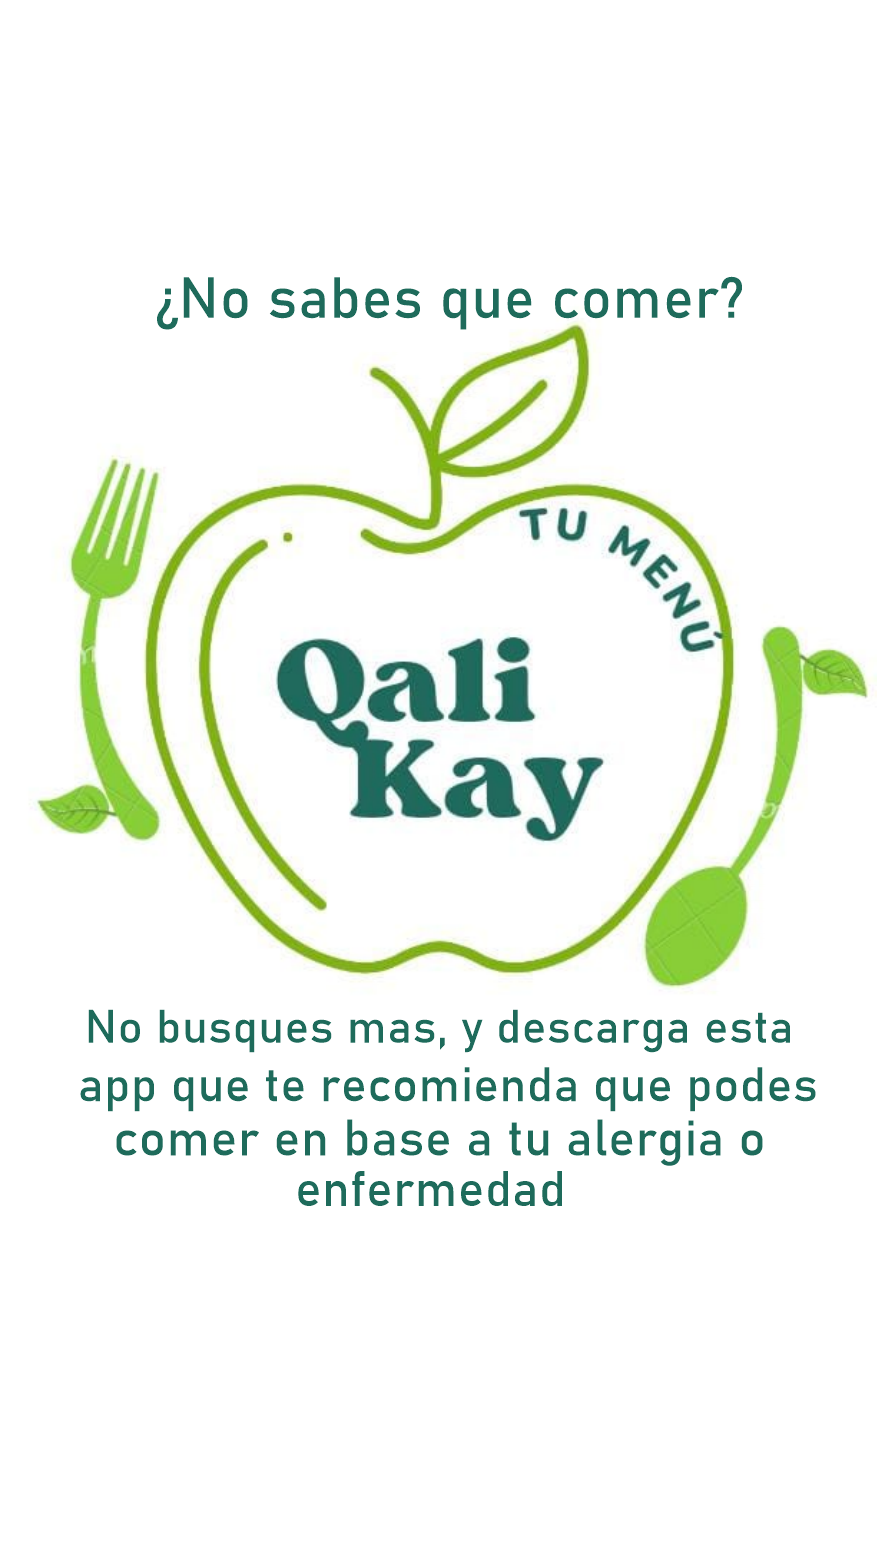 ¿No sabes que comer?
TU MENÚ
Qali
Kay
No busques mas, y descarga esta
app que te recomienda que podes
comer en base a tu alergia o
enfermedad